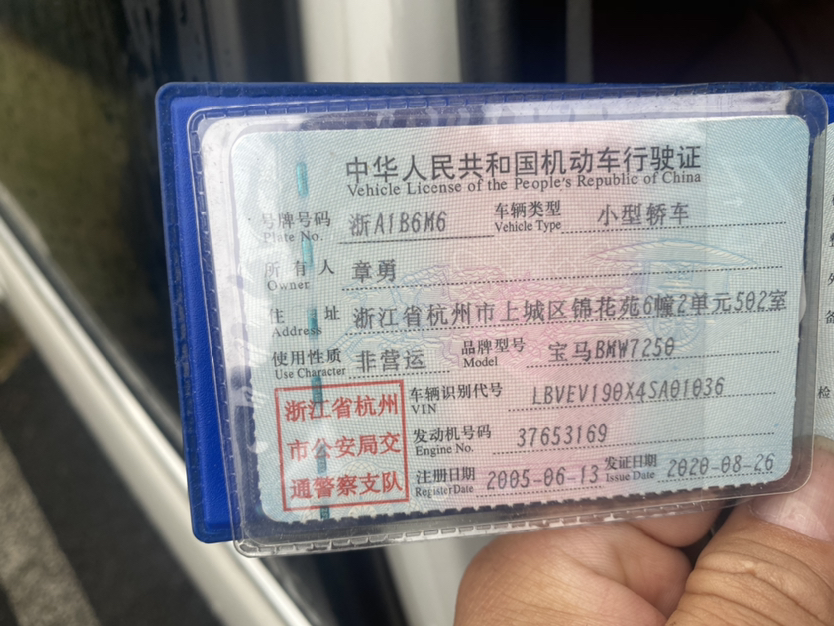 中华人民共和国机动车行驶证
Vehicle License of the People's Republic of China
号牌号码 浙A1B6M6 车辆类型 小型轿车
Plate No. Vehicle Type
所有人 章勇
Owner
住址 浙江省杭州市上城区锦花苑6幢2单元502室
Address
使用性质 非营运 品牌型号 宝马BMW7250
Use Character Model
浙江省杭州
市公安局交
通警察支队
车辆识别代号 LBVEV190X4SA01036
VIN
发动机号码 37653169
Engine No.
注册日期 2005-06-13 发证日期 2020-08-26
Register Date Issue Date
检